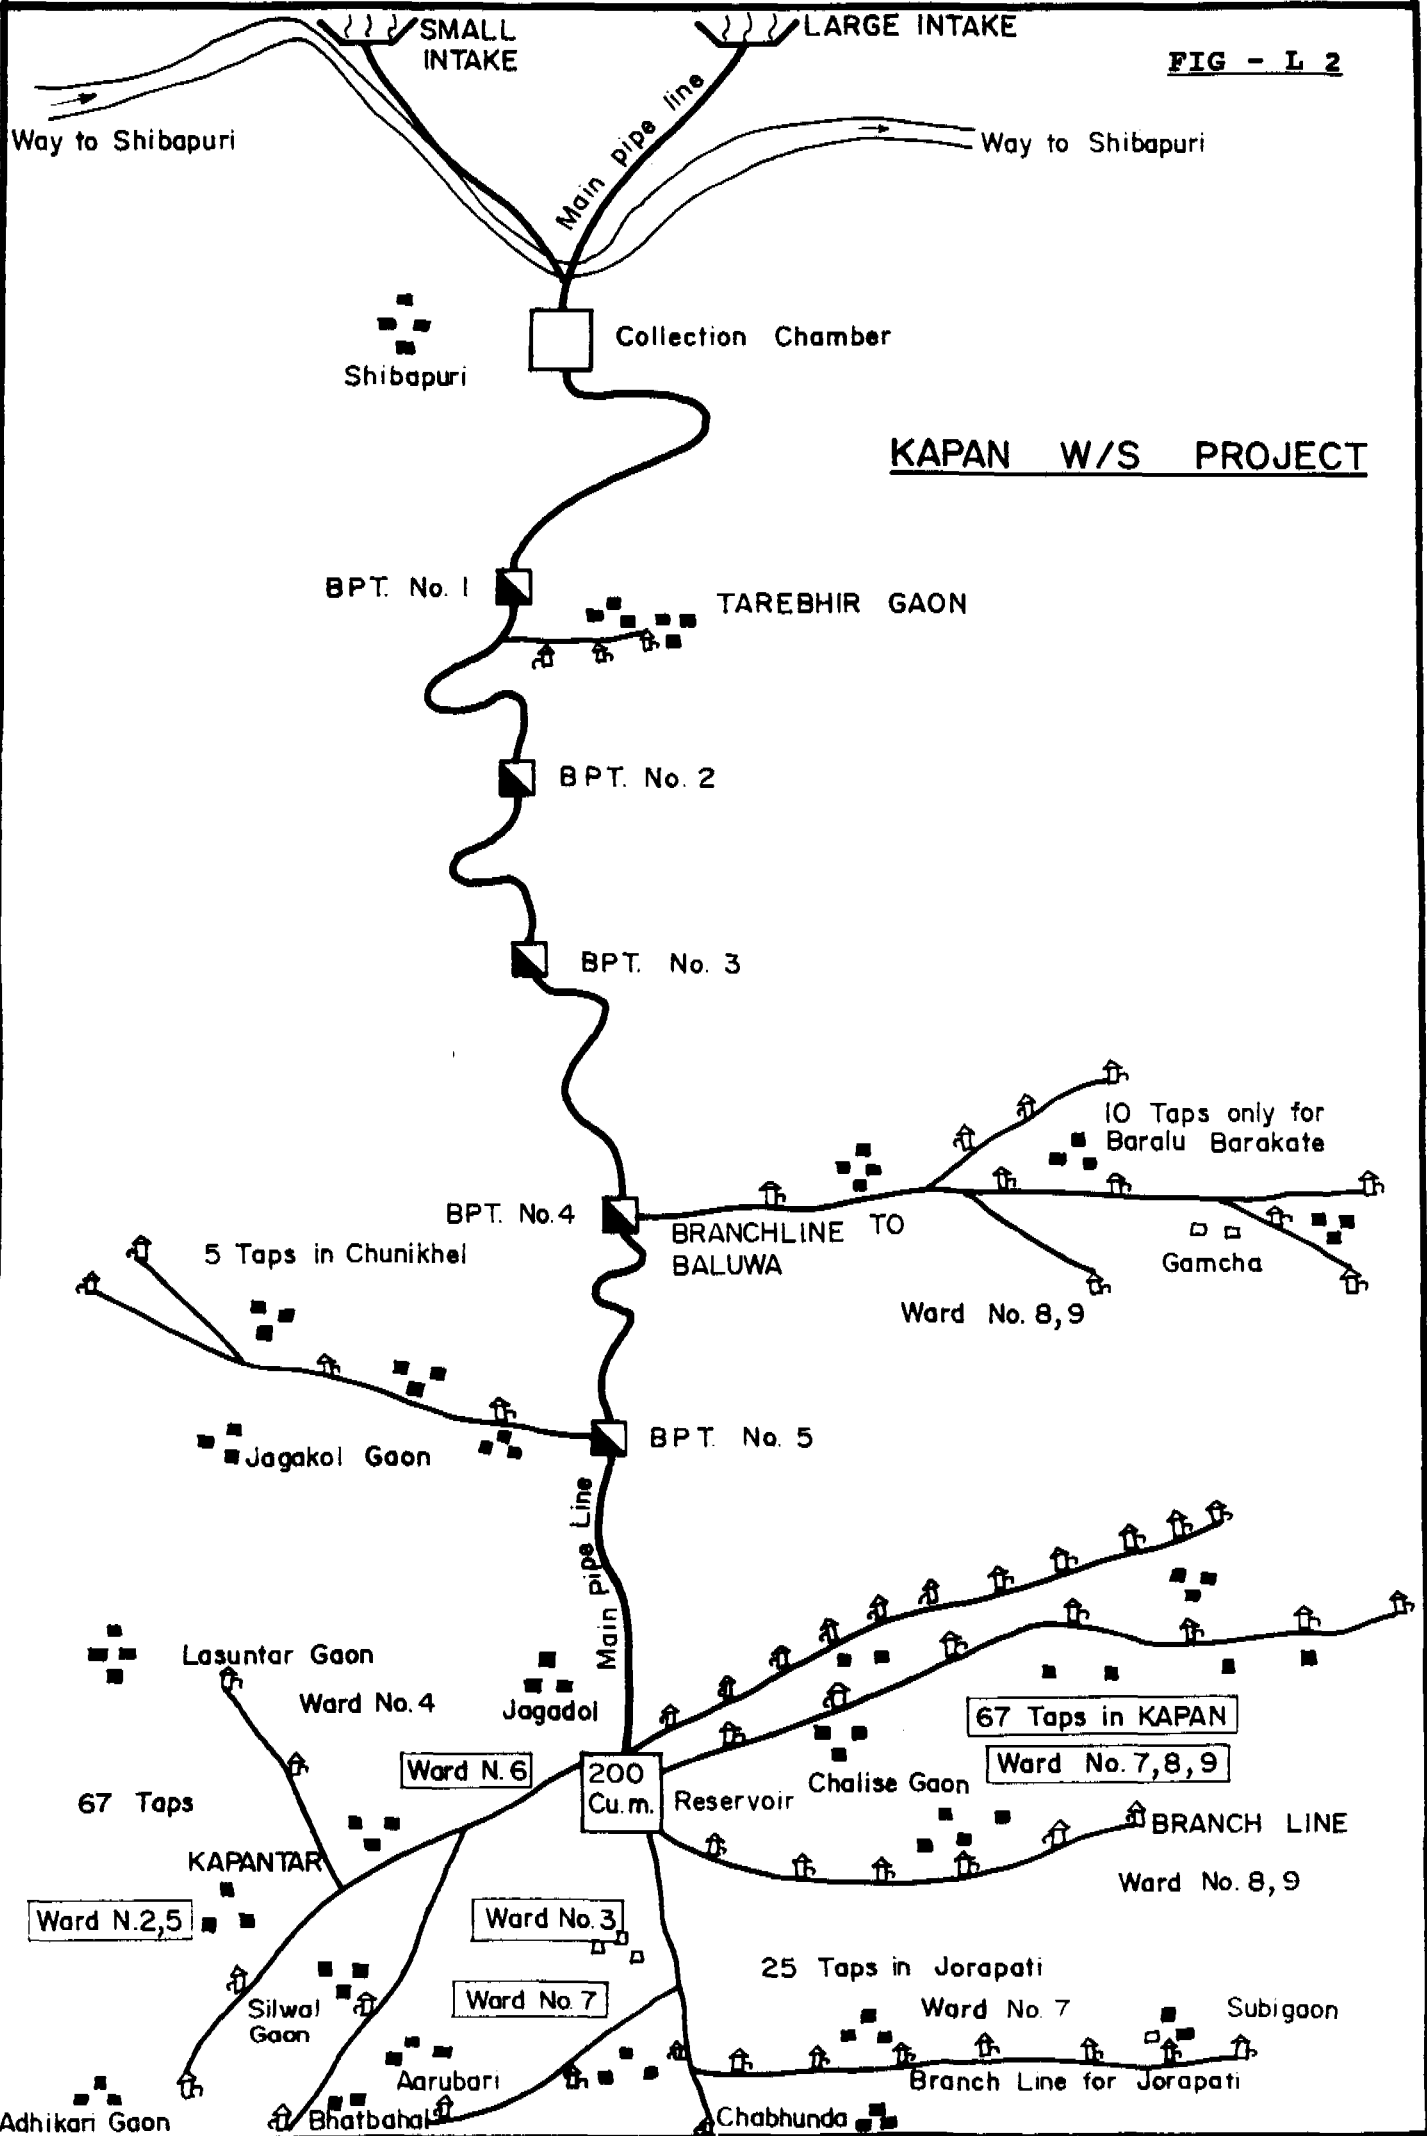 SMALL
INTAKE
LARGE INTAKE
FIG - L 2
Main pipe line
Way to Shibapuri
Way to Shibapuri
Collection Chamber
Shibapuri
KAPAN W/S PROJECT
BPT. No. 1
TAREBHIR GAON
BPT. No. 2
BPT. No. 3
10 Taps only for
Baralu Barakate
BPT. No. 4
BRANCHLINE TO
BALUWA
5 Taps in Chunikhel
Gamcha
Ward No. 8,9
BPT. No. 5
Jagakol Gaon
Main pipe Line
Lasuntar Gaon
Ward No. 4
Jagadol
67 Taps in KAPAN
Ward No. 7,8,9
Ward N. 6
200
Cu.m.
Reservoir
Chalise Gaon
67 Taps
BRANCH LINE
KAPANTAR
Ward No. 8,9
Ward N. 2,5
Ward No. 3
25 Taps in Jorapati
Ward No. 7
Ward No. 7
Subigaon
Silwal
Gaon
Aarubari
Branch Line for Jorapati
Adhikari Gaon
Bhatbahal
Chabhunda